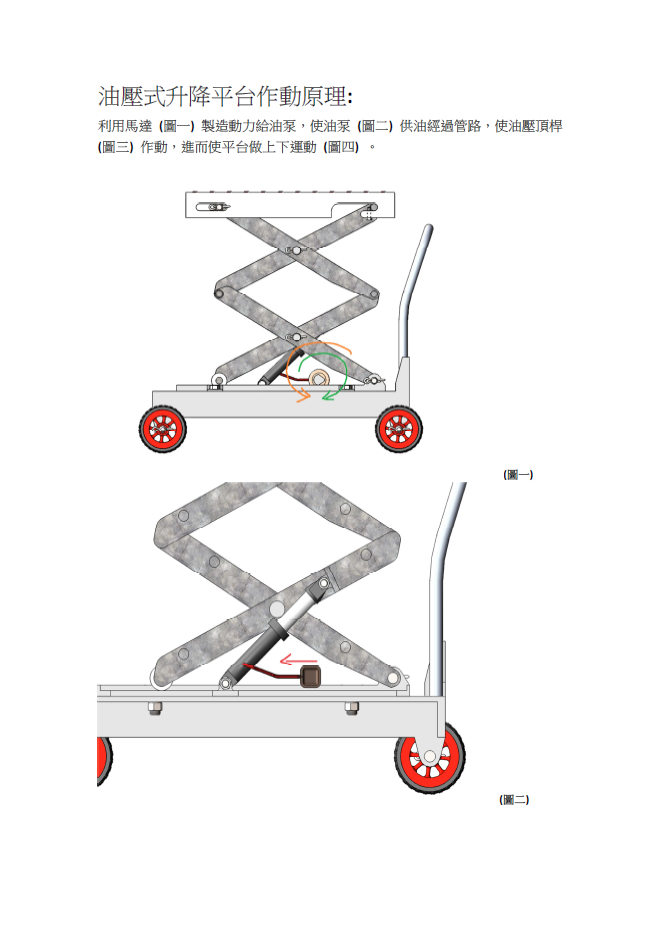 油壓式升降平台作動原理:
利用馬達 (圖一) 製造動力給油泵，使油泵 (圖二) 供油經過管路，使油壓頂桿
(圖三) 作動，進而使平台做上下運動 (圖四) 。
(圖一)
(圖二)